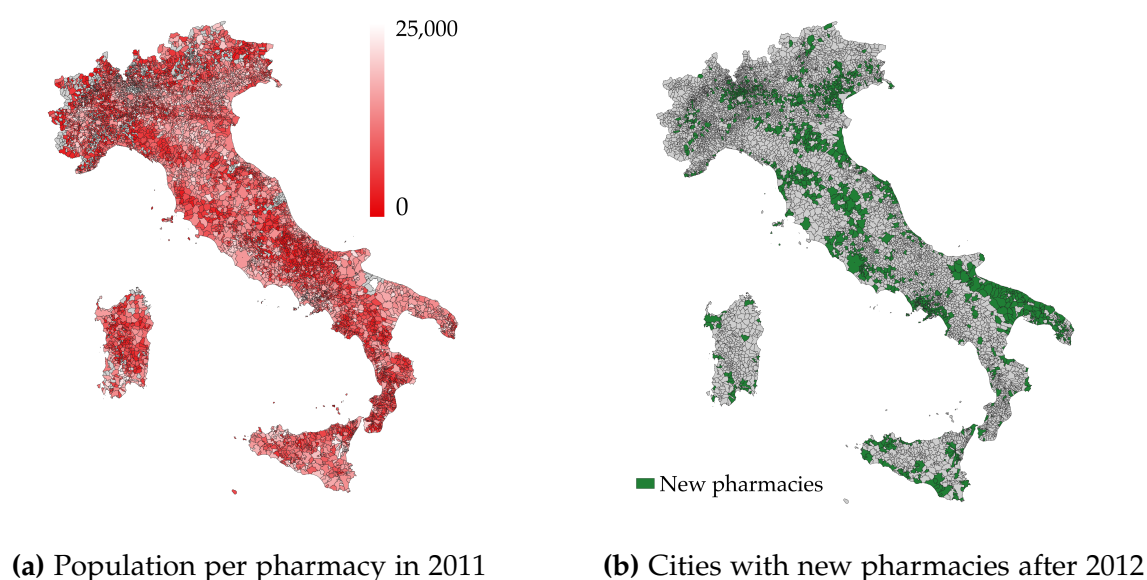 25,000
0
New pharmacies
(a) Population per pharmacy in 2011
(b) Cities with new pharmacies after 2012